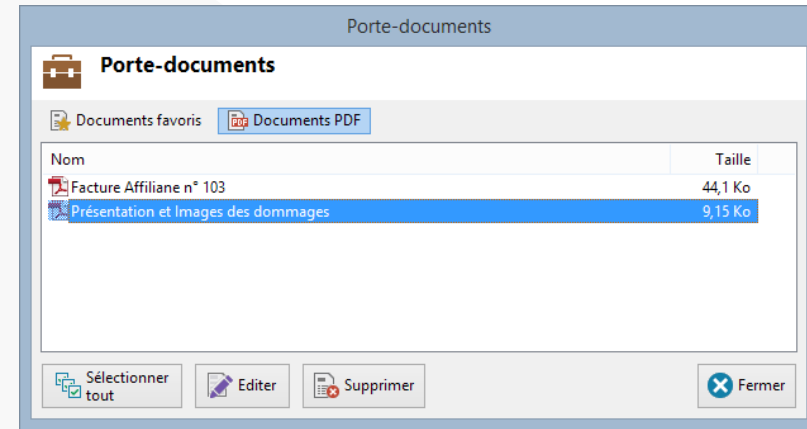 Porte-documents
Porte-documents
Documents favoris Documents PDF
Nom Taille
Facture Affiliane n° 103 44,1 Ko
Présentation et Images des dommages 9,15 Ko
Sélectionner
tout
Editer Supprimer Fermer